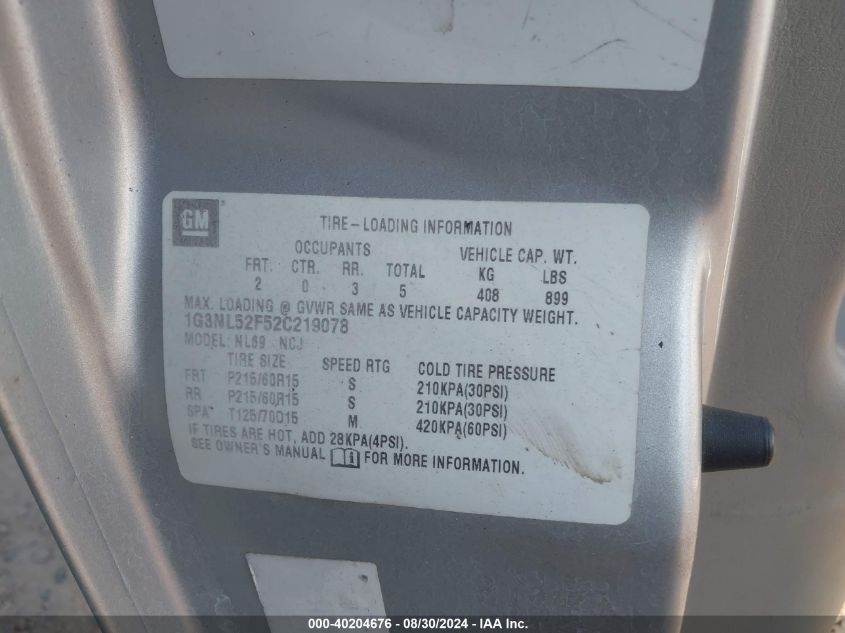 GM
TIRE-LOADING INFORMATION
OCCUPANTS VEHICLE CAP. WT.
FRT. CTR. RR. TOTAL KG LBS
2 0 3 5 408 899
MAX. LOADING @ GVWR SAME AS VEHICLE CAPACITY WEIGHT.
1G3NL52F52C219078
MODEL: NL69 NCJ
TIRE SIZE SPEED RTG COLD TIRE PRESSURE
FRT P215/60R15 S 210KPA(30PSI)
RR P215/60R15 S 210KPA(30PSI)
SPA T125/70D15 M 420KPA(60PSI)
IF TIRES ARE HOT, ADD 28KPA(4PSI).
SEE OWNER'S MANUAL FOR MORE INFORMATION.
000-40204676 - 08/30/2024 - IAA Inc.